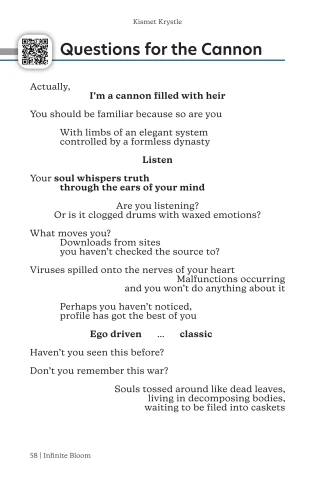 Kismet Krystle
Questions for the Cannon
Actually,
I'm a cannon filled with heir
You should be familiar because so are you
With limbs of an elegant system
controlled by a formless dynasty
Listen
Your soul whispers truth
through the ears of your mind
Are you listening?
Or is it clogged drums with waxed emotions?
What moves you?
Downloads from sites
you haven't checked the source to?
Viruses spilled onto the nerves of your heart
Malfunctions occurring
and you won't do anything about it
Perhaps you haven't noticed,
profile has got the best of you
Ego driven ... classic
Haven't you seen this before?
Don't you remember this war?
Souls tossed around like dead leaves,
living in decomposing bodies,
waiting to be filed into caskets
58 | Infinite Bloom